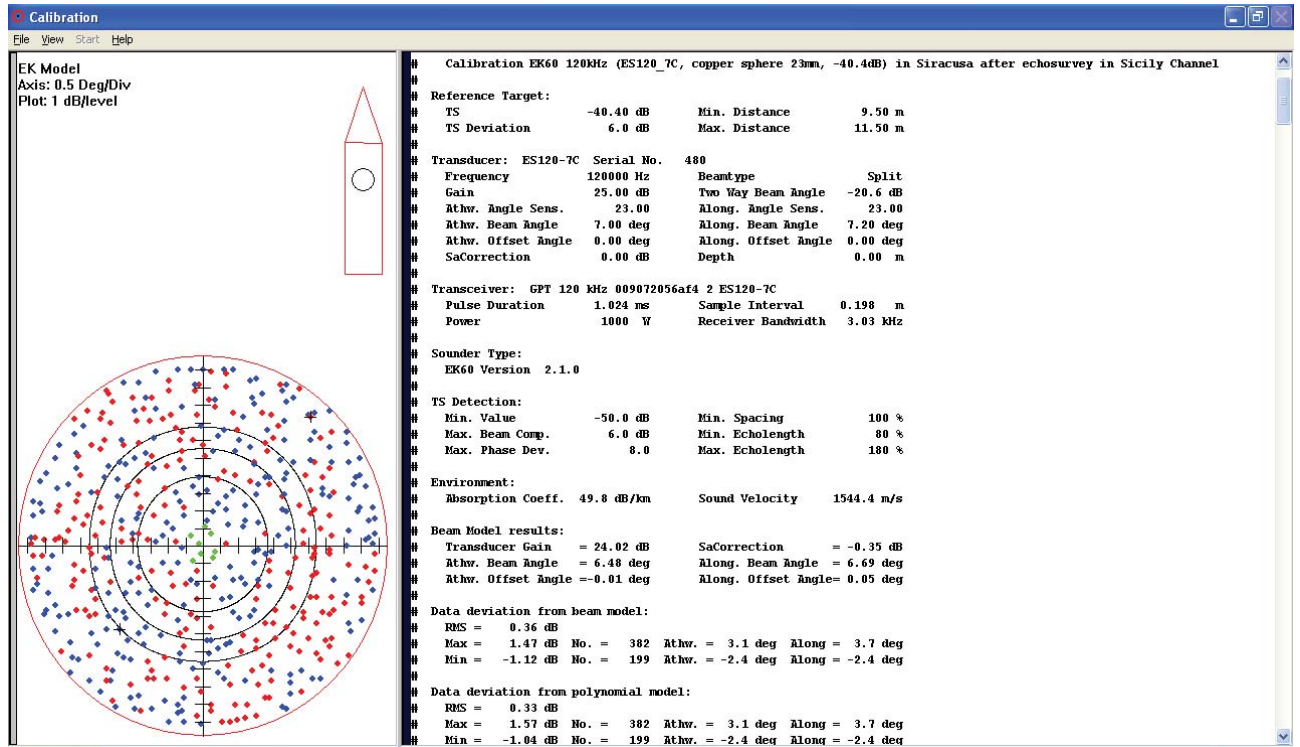 Calibration
File View Start Help
EK Model
Axis: 0.5 Deg/Div
Plot: 1 dB/level
# Calibration EK60 120kHz (ES120_7C, copper sphere 23mm, -40.4dB) in Siracusa after echosurvey in Sicily Channel
#
# Reference Target:
# TS -40.40 dB Min. Distance 9.50 m
# TS Deviation 6.0 dB Max. Distance 11.50 m
#
# Transducer: ES120-7C Serial No. 480
# Frequency 120000 Hz Beamtype Split
# Gain 25.00 dB Two Way Beam Angle -20.6 dB
# Athw. Angle Sens. 23.00 Along. Angle Sens. 23.00
# Athw. Beam Angle 7.00 deg Along. Beam Angle 7.20 deg
# Athw. Offset Angle 0.00 deg Along. Offset Angle 0.00 deg
# SaCorrection 0.00 dB Depth 0.00 m
#
# Transceiver: GPT 120 kHz 009072056af4 2 ES120-7C
# Pulse Duration 1.024 ms Sample Interval 0.198 m
# Power 1000 W Receiver Bandwidth 3.03 kHz
#
# Sounder Type:
# EK60 Version 2.1.0
#
# TS Detection:
# Min. Value -50.0 dB Min. Spacing 100 %
# Max. Beam Comp. 6.0 dB Min. Echolength 80 %
# Max. Phase Dev. 8.0 Max. Echolength 180 %
#
# Environment:
# Absorption Coeff. 49.8 dB/km Sound Velocity 1544.4 m/s
#
# Beam Model results:
# Transducer Gain = 24.02 dB SaCorrection = -0.35 dB
# Athw. Beam Angle = 6.48 deg Along. Beam Angle = 6.69 deg
# Athw. Offset Angle =-0.01 deg Along. Offset Angle= 0.05 deg
#
# Data deviation from beam model:
# RMS = 0.36 dB
# Max = 1.47 dB No. = 382 Athw. = 3.1 deg Along = 3.7 deg
# Min = -1.12 dB No. = 199 Athw. = -2.4 deg Along = -2.4 deg
#
# Data deviation from polynomial model:
# RMS = 0.33 dB
# Max = 1.57 dB No. = 382 Athw. = 3.1 deg Along = 3.7 deg
# Min = -1.04 dB No. = 199 Athw. = -2.4 deg Along = -2.4 deg